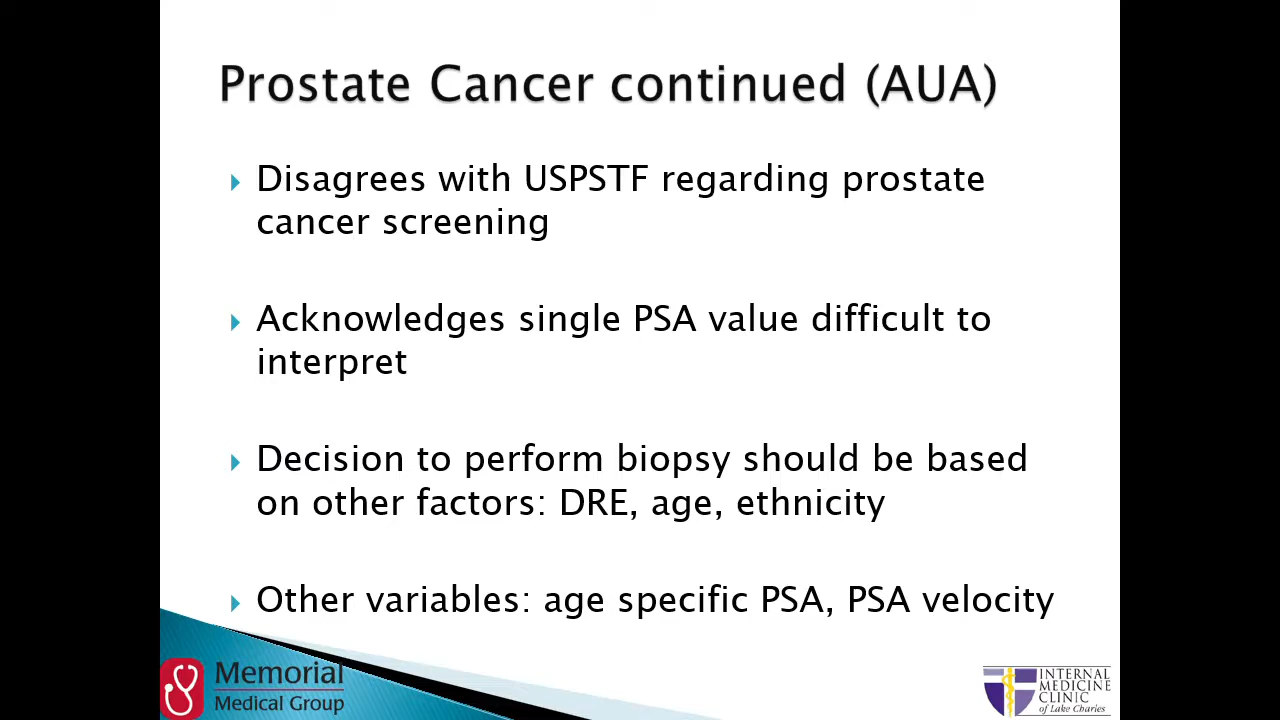 Prostate Cancer continued (AUA)
Disagrees with USPSTF regarding prostate
cancer screening
Acknowledges single PSA value difficult to
interpret
Decision to perform biopsy should be based
on other factors: DRE, age, ethnicity
Other variables: age specific PSA, PSA velocity
Memorial
Medical Group
INTERNAL
MEDICINE
CLINIC
of Lake Charles